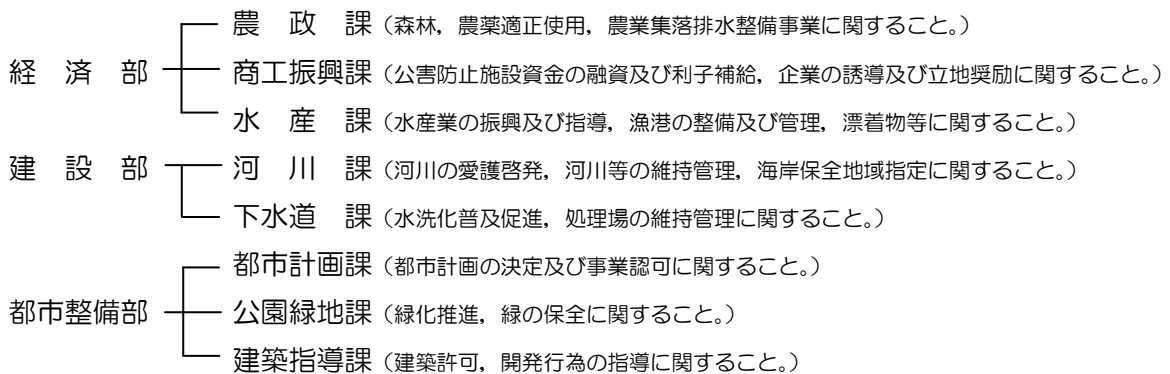 農　政　課（森林，農薬適正使用，農業集落排水整備事業に関すること。）
経　済　部　商工振興課（公害防止施設資金の融資及び利子補給，企業の誘導及び立地奨励に関すること。）
水　産　課（水産業の振興及び指導，漁港の整備及び管理，漂着物等に関すること。）
建　設　部　河　川　課（河川の愛護啓発，河川等の維持管理，海岸保全地域指定に関すること。）
下水道　課（水洗化普及促進，処理場の維持管理に関すること。）
都市計画課（都市計画の決定及び事業認可に関すること。）
都市整備部　公園緑地課（緑化推進，緑の保全に関すること。）
建築指導課（建築許可，開発行為の指導に関すること。）